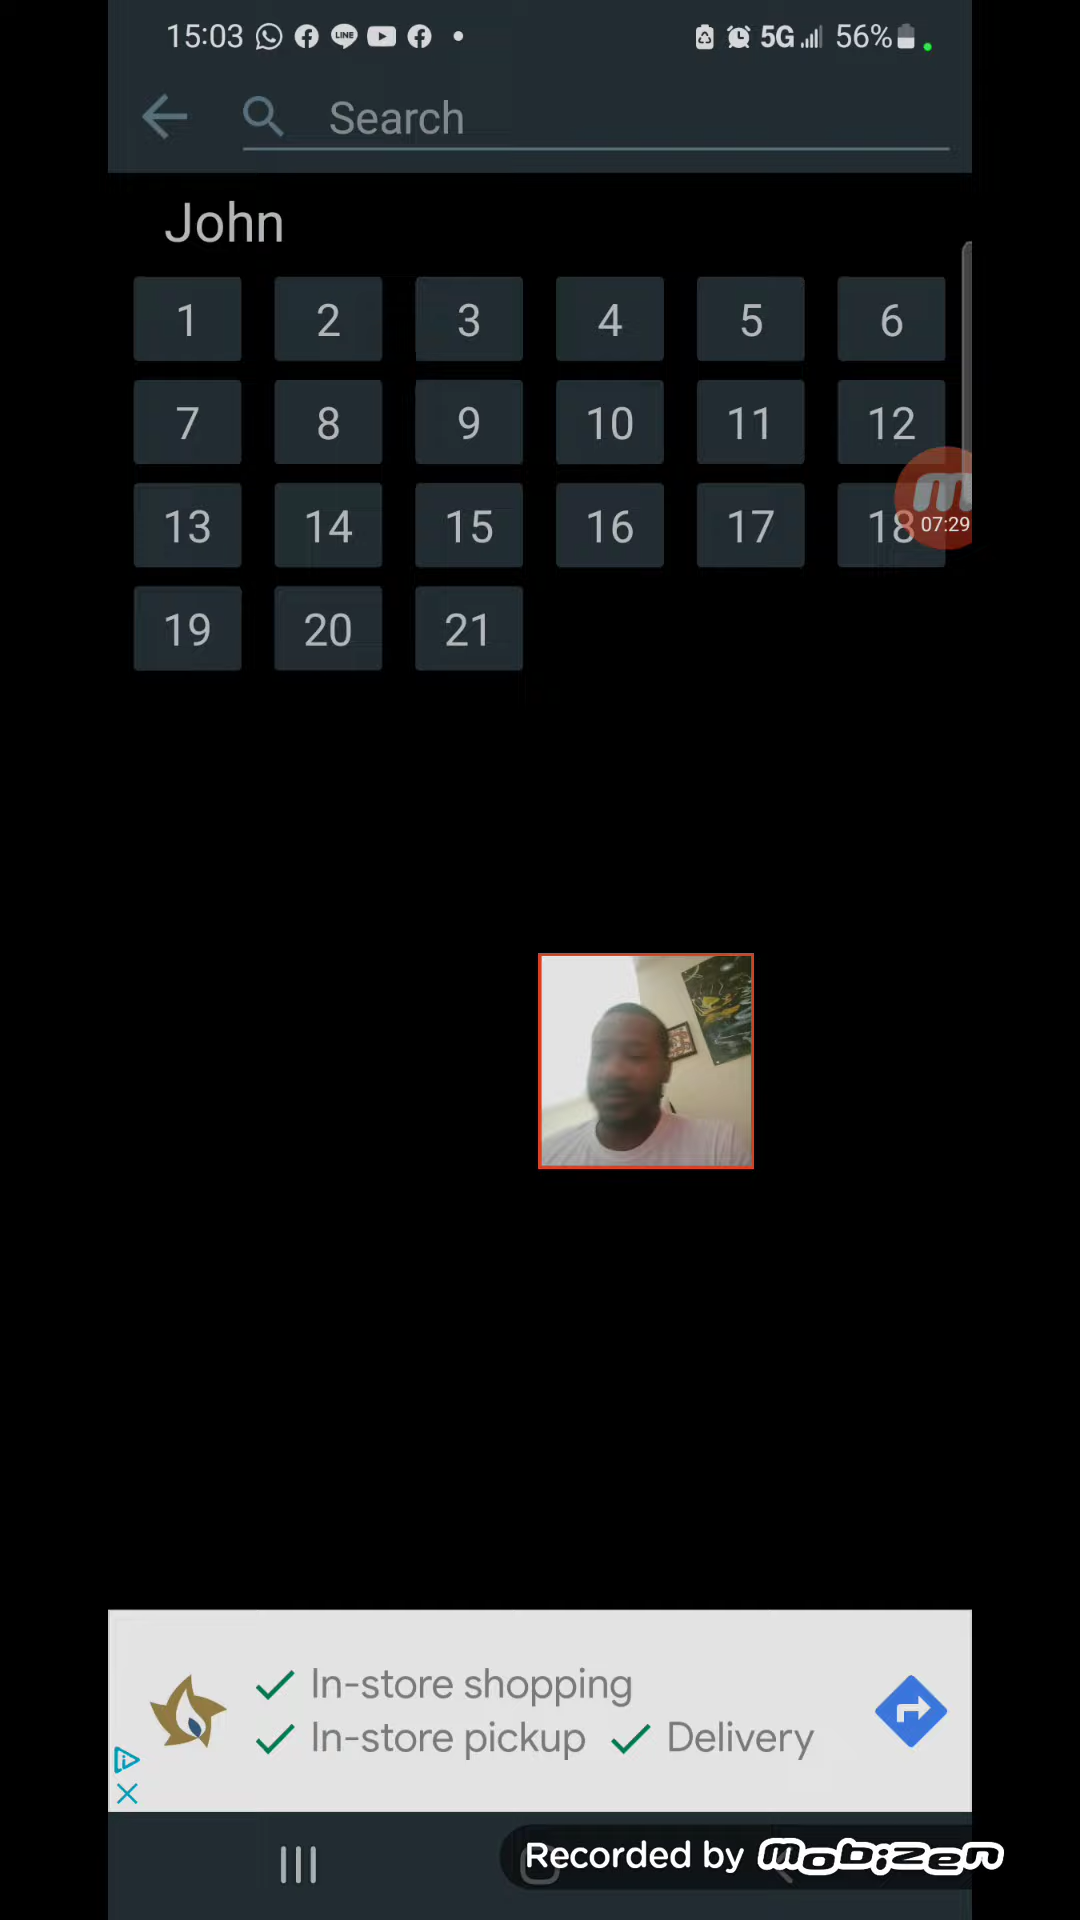 15:03 LINE 5G 56%
Search
John
1 2 3 4 5 6
7 8 9 10 11 12
13 14 15 16 17 18
07:29
19 20 21
In-store shopping
In-store pickup Delivery
Recorded by mobizen